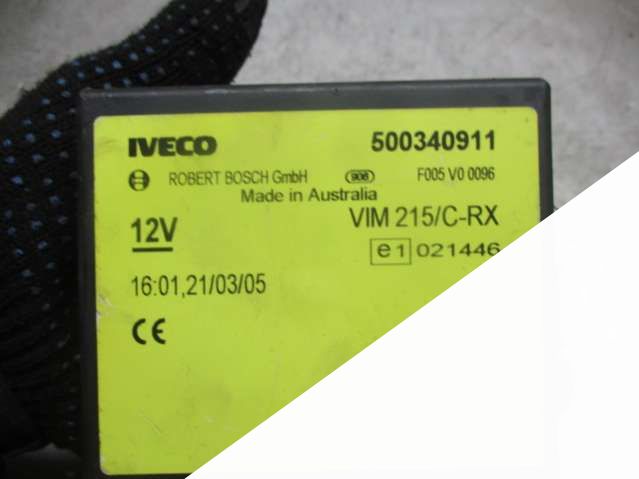 IVECO 500340911
ROBERT BOSCH GmbH 908 F005 V0 0096
Made in Australia
12V VIM 215/C-RX
e1 021446
16:01,21/03/05
CE